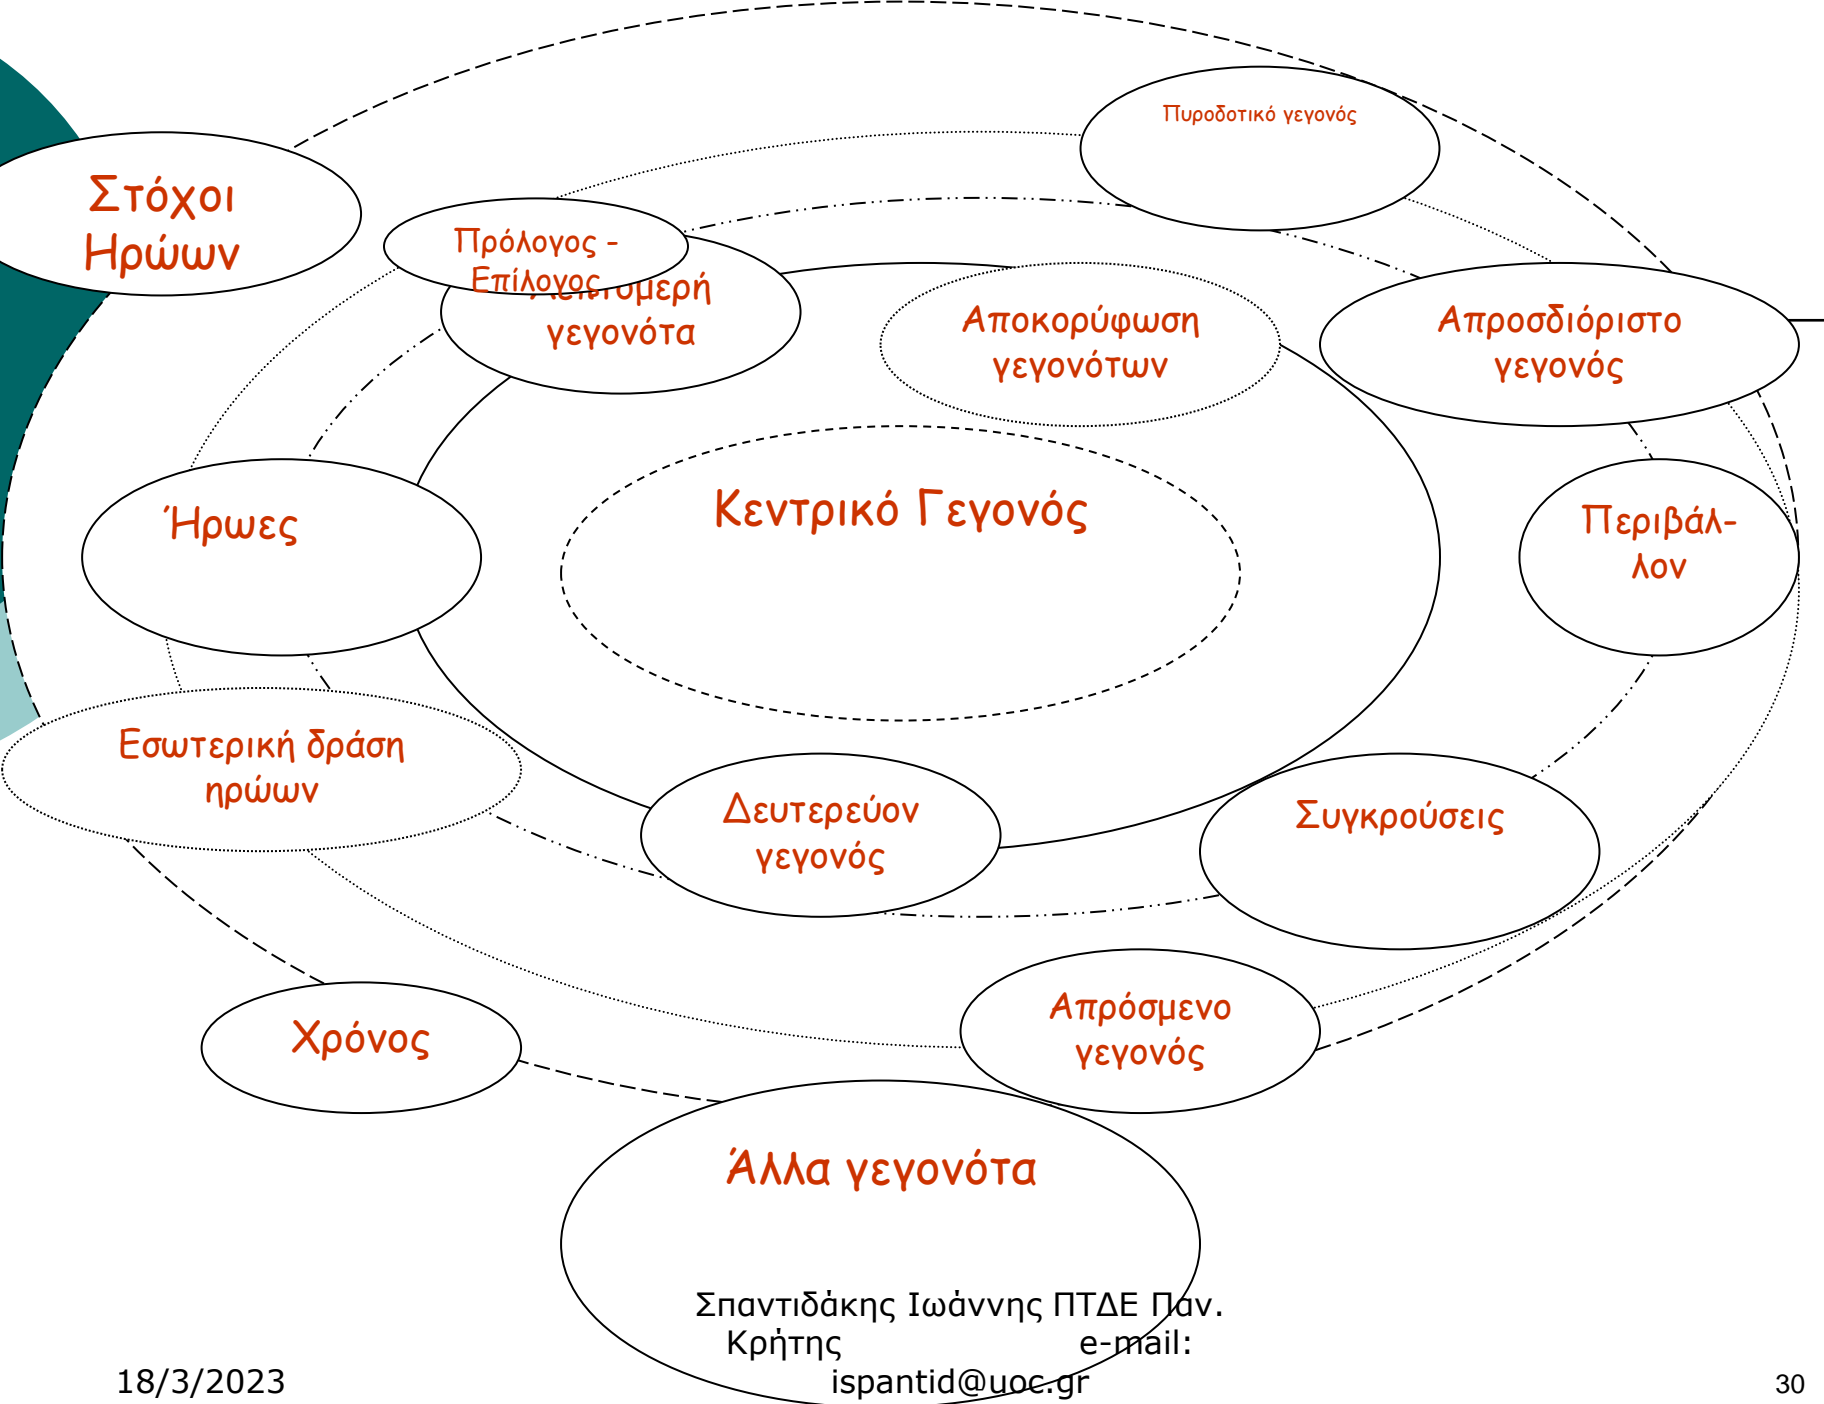 Πυροδοτικό γεγονός
Στόχοι
Ηρώων
Πρόλογος -
Επίλογος
γεγονότα
Αποκορύφωση
γεγονότων
Απροσδιόριστο
γεγονός
Ήρωες
Κεντρικό Γεγονός
Περιβάλ-
λον
Εσωτερική δράση
ηρώων
Δευτερεύον
γεγονός
Συγκρούσεις
Απρόσμενο
γεγονός
Χρόνος
Άλλα γεγονότα
Σπαντιδάκης Ιωάννης ΠΤΔΕ Παν.
Κρήτης e-mail:
ispantid@uoc.gr
18/3/2023
30